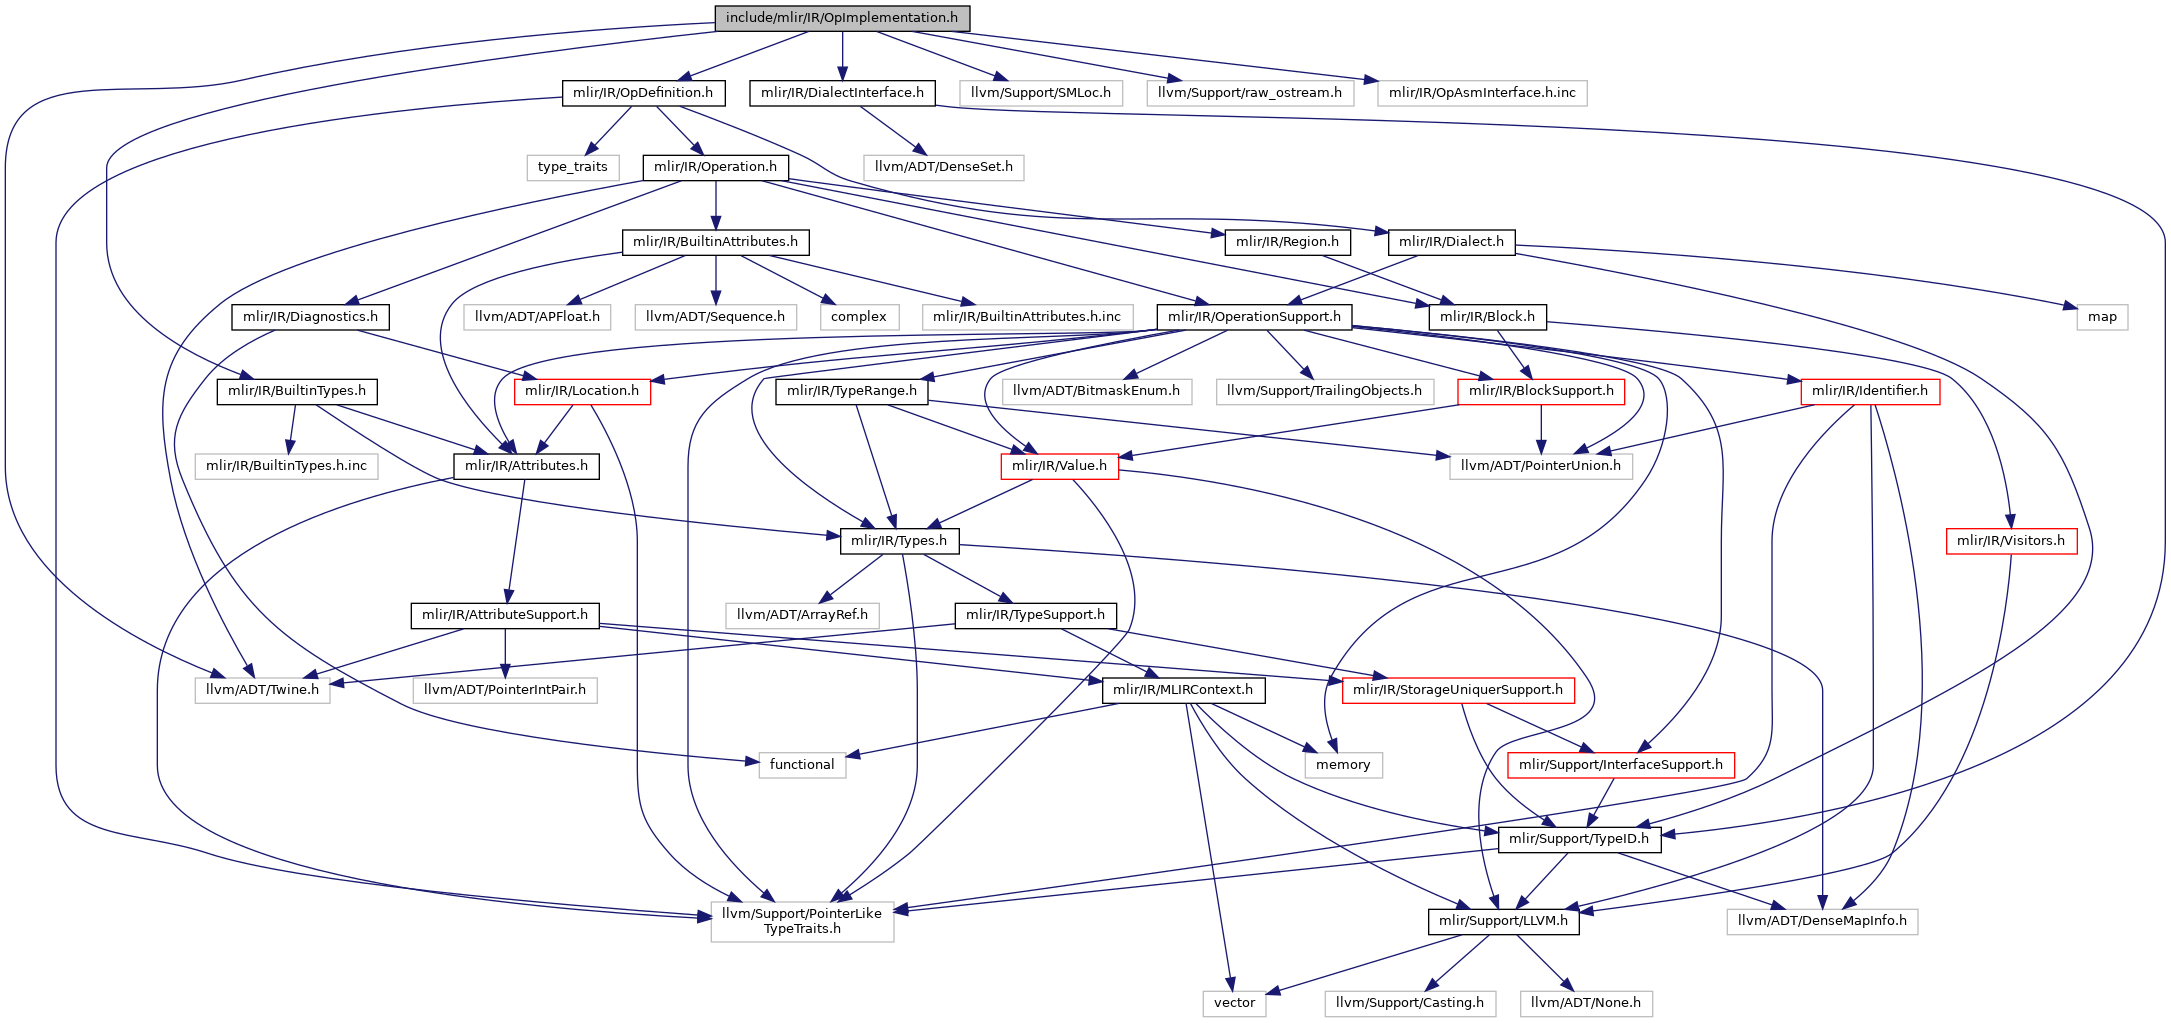 include/mlir/IR/OpImplementation.h
mlir/IR/OpDefinition.h
mlir/IR/DialectInterface.h
llvm/Support/SMLoc.h
llvm/Support/raw_ostream.h
mlir/IR/OpAsmInterface.h.inc
type_traits
mlir/IR/Operation.h
llvm/ADT/DenseSet.h
mlir/IR/BuiltinAttributes.h
mlir/IR/Region.h
mlir/IR/Dialect.h
mlir/IR/Diagnostics.h
llvm/ADT/APFloat.h
llvm/ADT/Sequence.h
complex
mlir/IR/BuiltinAttributes.h.inc
mlir/IR/OperationSupport.h
mlir/IR/Block.h
map
mlir/IR/BuiltinTypes.h
mlir/IR/Location.h
mlir/IR/TypeRange.h
llvm/ADT/BitmaskEnum.h
llvm/Support/TrailingObjects.h
mlir/IR/BlockSupport.h
mlir/IR/Identifier.h
mlir/IR/BuiltinTypes.h.inc
mlir/IR/Attributes.h
mlir/IR/Value.h
llvm/ADT/PointerUnion.h
mlir/IR/Types.h
mlir/IR/Visitors.h
mlir/IR/AttributeSupport.h
llvm/ADT/ArrayRef.h
mlir/IR/TypeSupport.h
llvm/ADT/Twine.h
llvm/ADT/PointerIntPair.h
mlir/IR/MLIRContext.h
mlir/IR/StorageUniquerSupport.h
functional
memory
mlir/Support/InterfaceSupport.h
mlir/Support/TypeID.h
llvm/Support/PointerLike
TypeTraits.h
mlir/Support/LLVM.h
llvm/ADT/DenseMapInfo.h
vector
llvm/Support/Casting.h
llvm/ADT/None.h